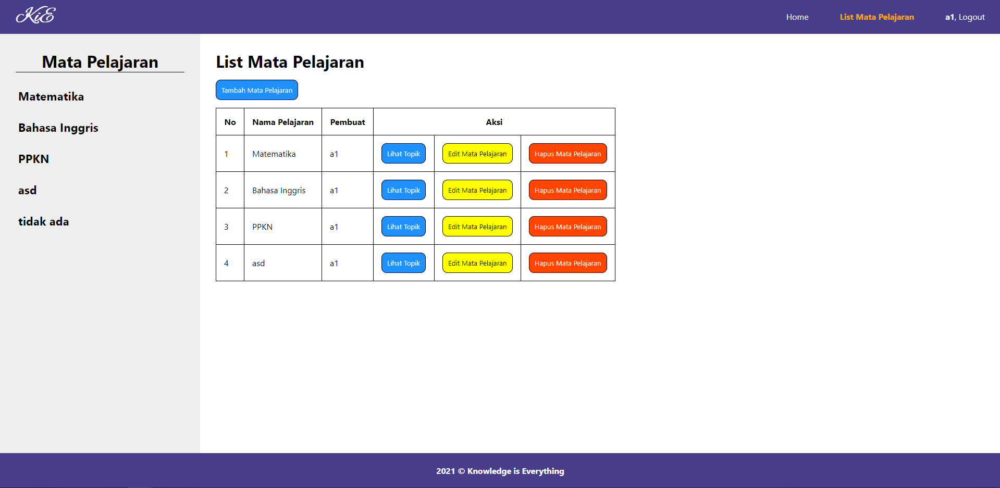 KiE
Home
List Mata Pelajaran
a1, Logout
Mata Pelajaran
Matematika
Bahasa Inggris
PPKN
asd
tidak ada
List Mata Pelajaran
Tambah Mata Pelajaran
No Nama Pelajaran Pembuat Aksi
1 Matematika a1 Lihat Topik Edit Mata Pelajaran Hapus Mata Pelajaran
2 Bahasa Inggris a1 Lihat Topik Edit Mata Pelajaran Hapus Mata Pelajaran
3 PPKN a1 Lihat Topik Edit Mata Pelajaran Hapus Mata Pelajaran
4 asd a1 Lihat Topik Edit Mata Pelajaran Hapus Mata Pelajaran
2021 © Knowledge is Everything